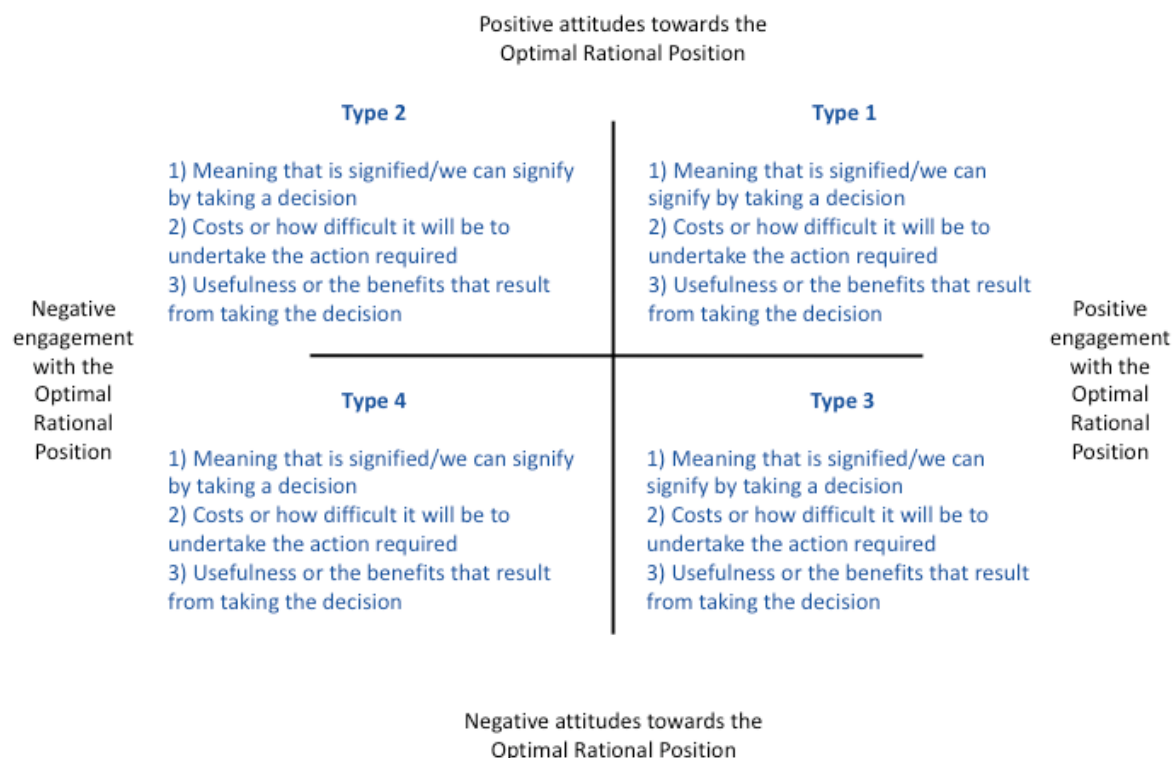 Positive attitudes towards the
Optimal Rational Position
Type 2
1) Meaning that is signified/we can signify
by taking a decision
2) Costs or how difficult it will be to
undertake the action required
3) Usefulness or the benefits that result
from taking the decision
Type 1
1) Meaning that is signified/we can
signify by taking a decision
2) Costs or how difficult it will be to
undertake the action required
3) Usefulness or the benefits that result
from taking the decision
Negative
engagement
with the
Optimal
Rational
Position
Positive
engagement
with the
Optimal
Rational
Position
Type 4
1) Meaning that is signified/we can signify
by taking a decision
2) Costs or how difficult it will be to
undertake the action required
3) Usefulness or the benefits that result
from taking the decision
Type 3
1) Meaning that is signified/we can
signify by taking a decision
2) Costs or how difficult it will be to
undertake the action required
3) Usefulness or the benefits that result
from taking the decision
Negative attitudes towards the
Optimal Rational Position